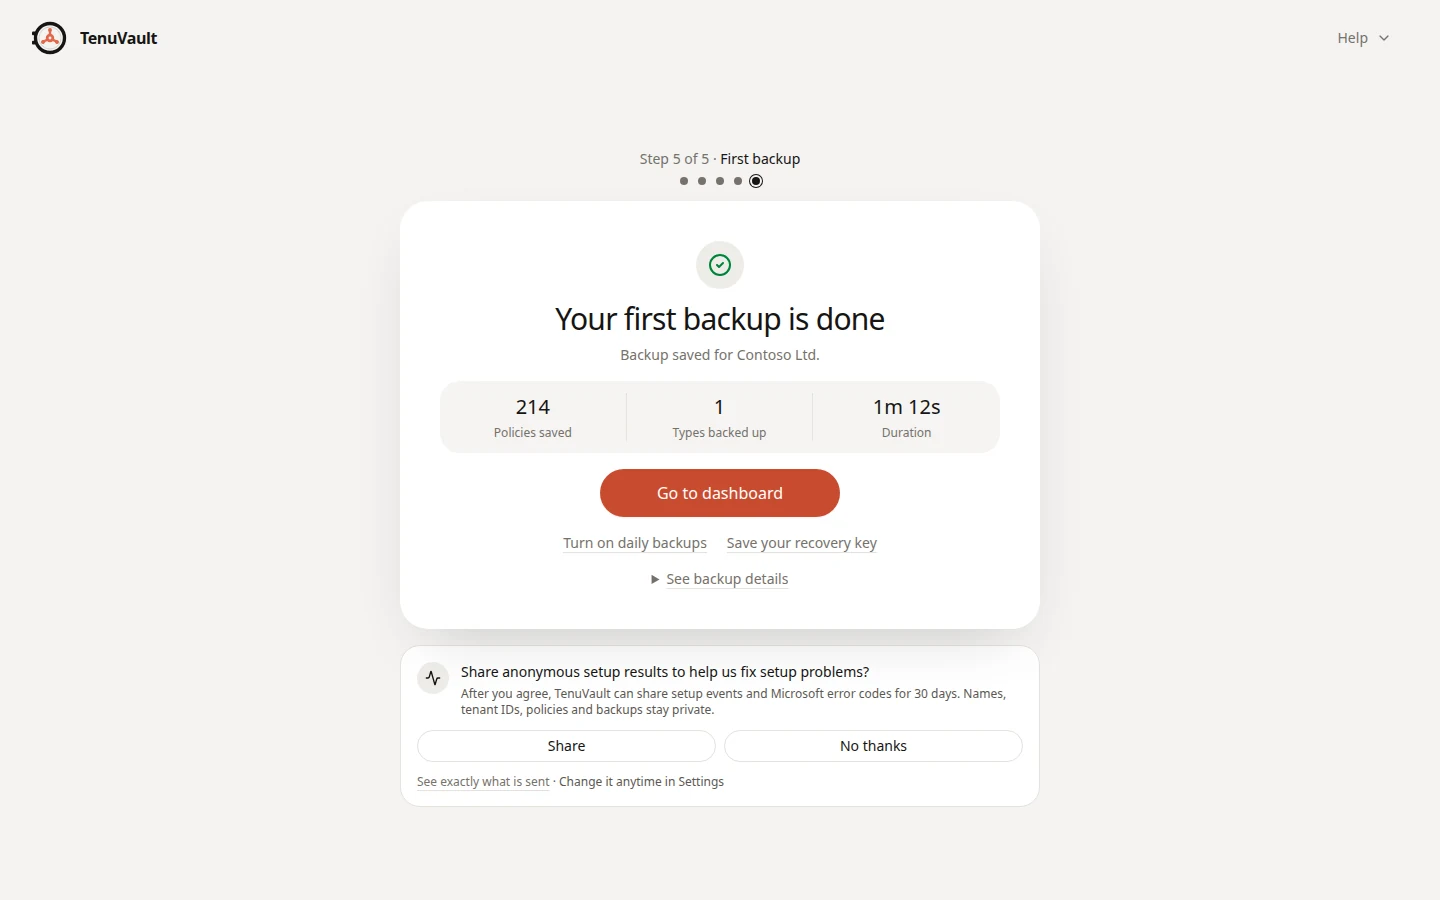 TenuVault
Help
Step 5 of 5 · First backup
Your first backup is done
Backup saved for Contoso Ltd.
214
Policies saved
1
Types backed up
1m 12s
Duration
Go to dashboard
Turn on daily backups
Save your recovery key
See backup details
Share anonymous setup results to help us fix setup problems?
After you agree, TenuVault can share setup events and Microsoft error codes for 30 days. Names,
tenant IDs, policies and backups stay private.
Share
No thanks
See exactly what is sent · Change it anytime in Settings